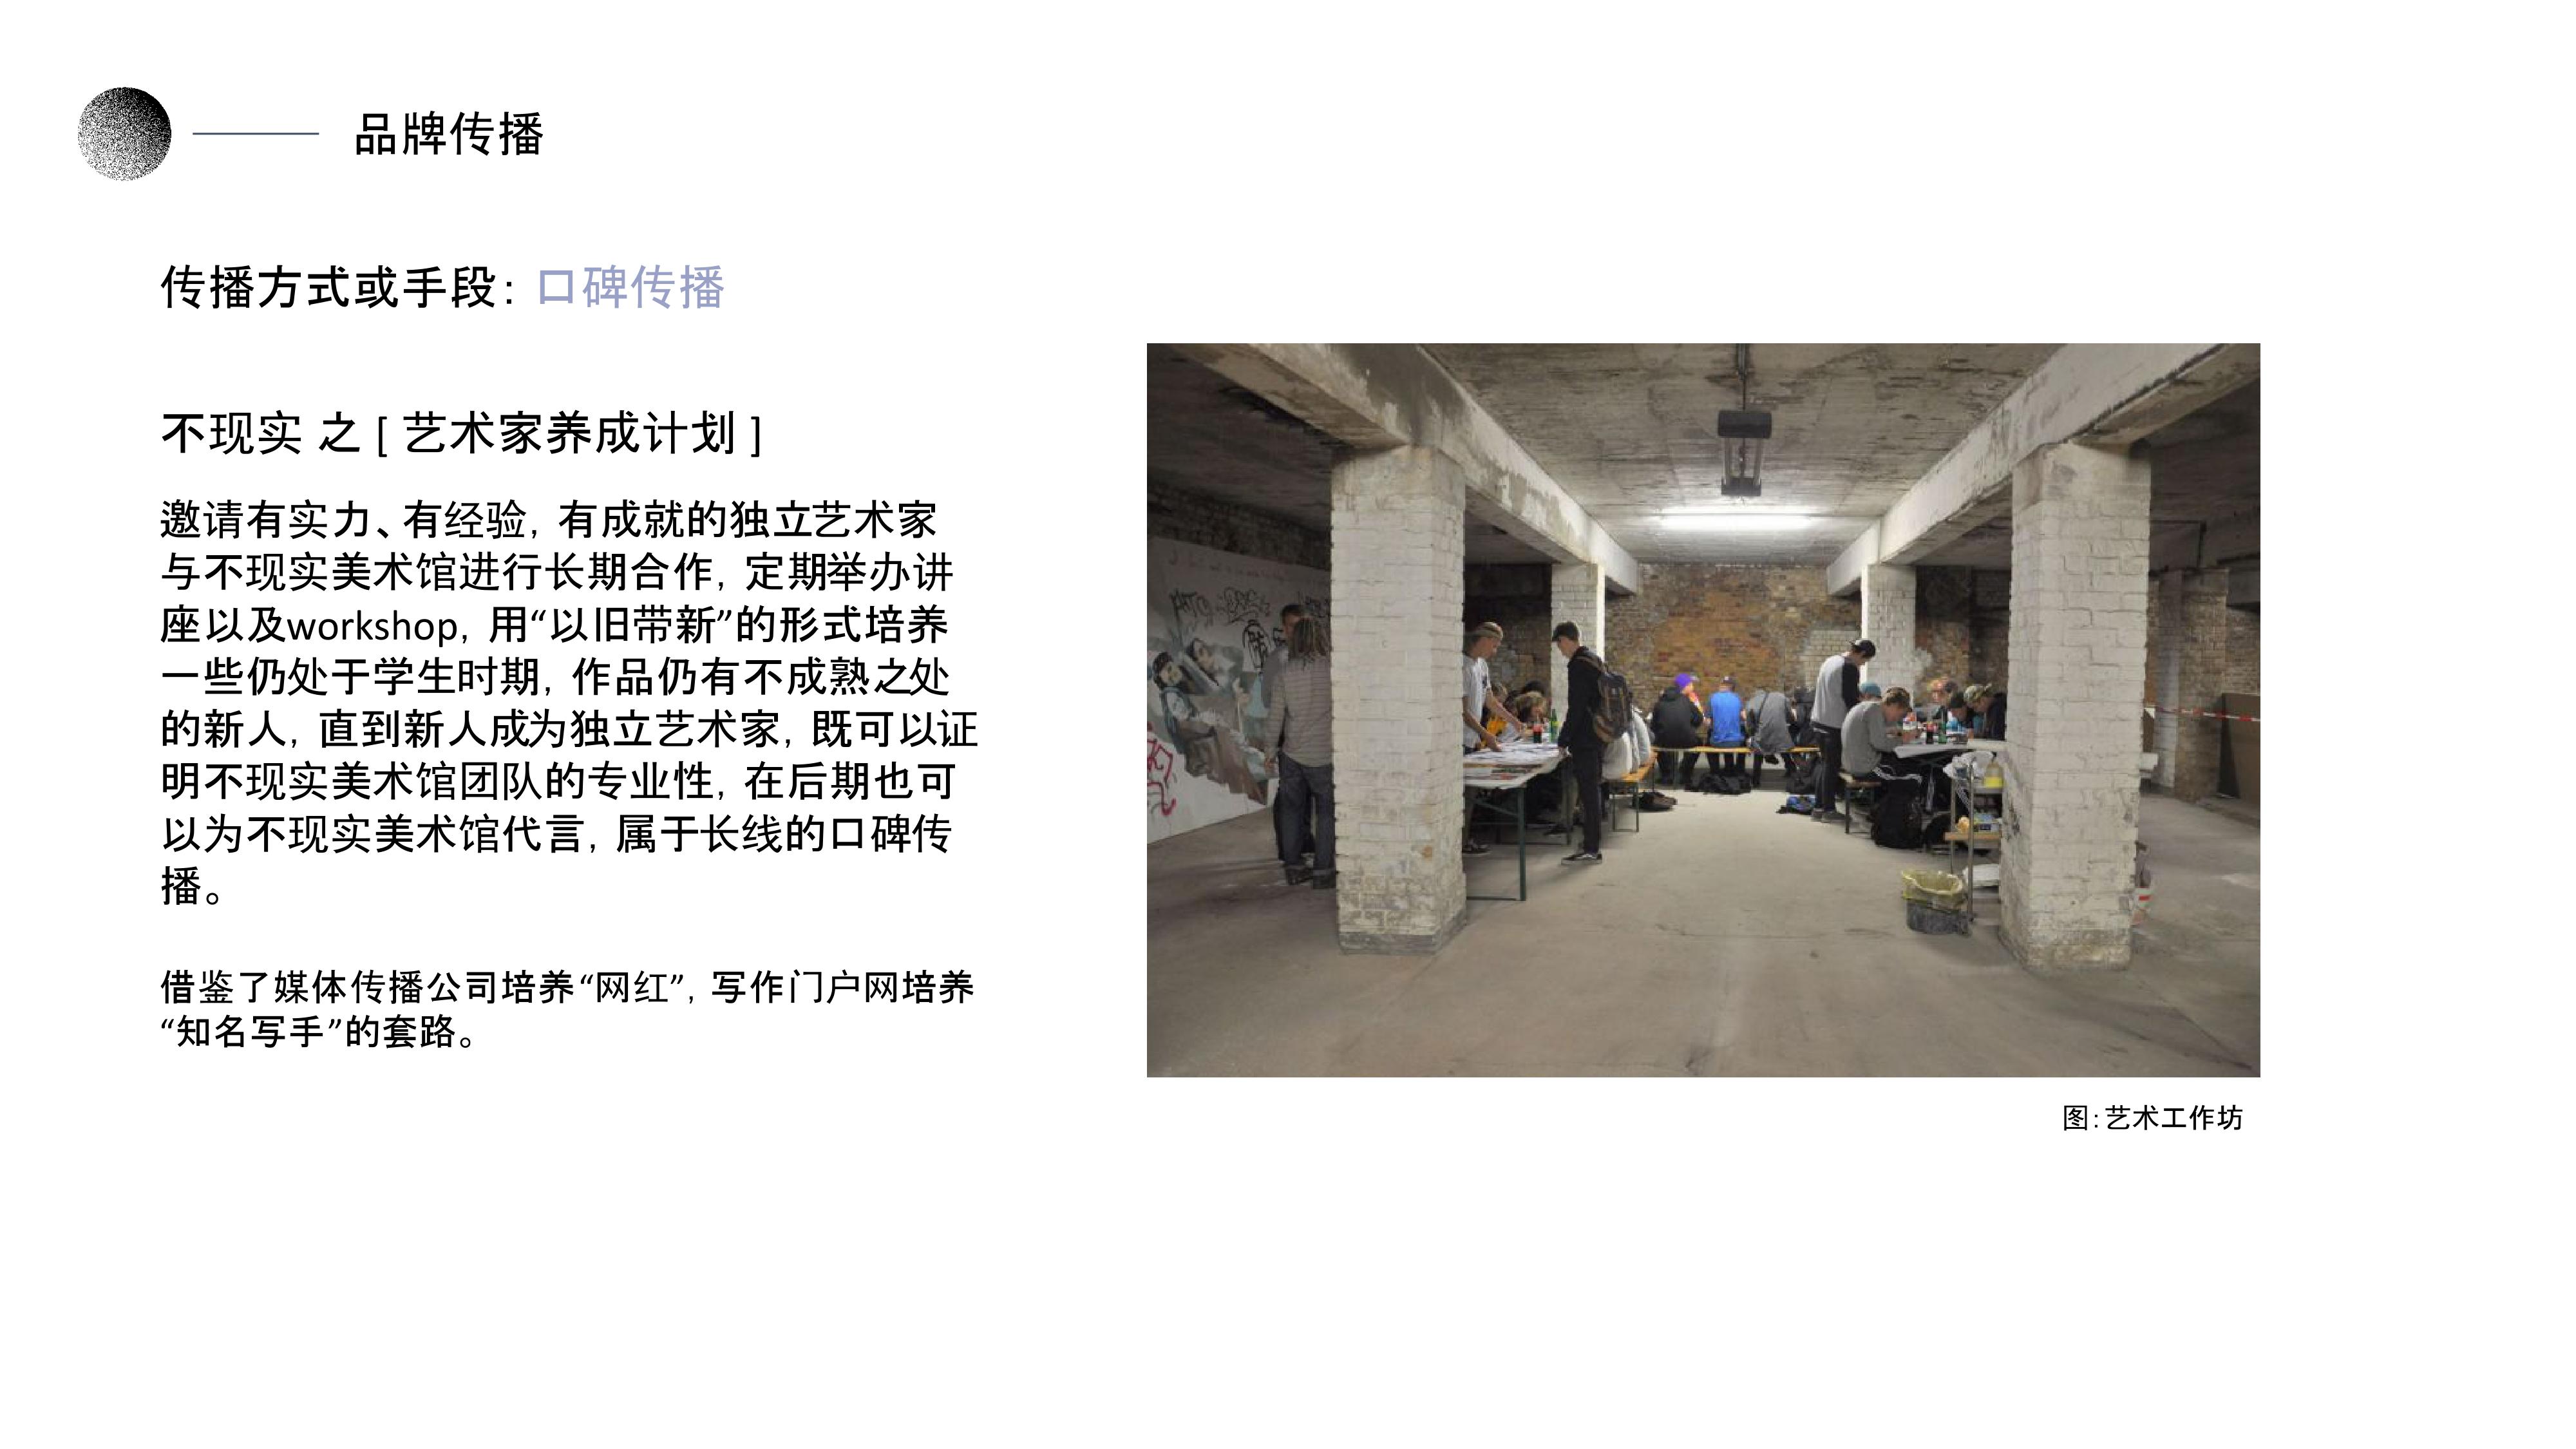 品牌传播
传播方式或手段：口碑传播
不现实 之 [ 艺术家养成计划 ]
邀请有实力、有经验，有成就的独立艺术家
与不现实美术馆进行长期合作，定期举办讲
座以及workshop，用“以旧带新”的形式培养
一些仍处于学生时期，作品仍有不成熟之处
的新人，直到新人成为独立艺术家，既可以证
明不现实美术馆团队的专业性，在后期也可
以为不现实美术馆代言，属于长线的口碑传
播。
借鉴了媒体传播公司培养“网红”，写作门户网培养
“知名写手”的套路。
图：艺术工作坊